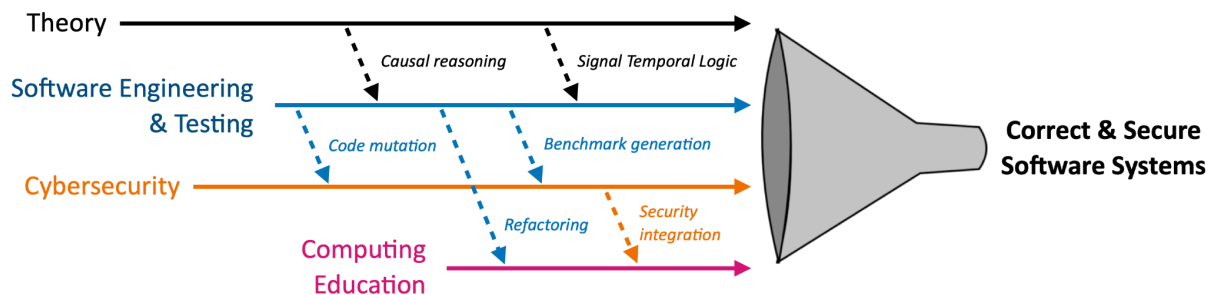 Theory
Causal reasoning
Signal Temporal Logic
Software Engineering
& Testing
Code mutation
Benchmark generation
Correct & Secure
Software Systems
Cybersecurity
Refactoring
Security
integration
Computing
Education